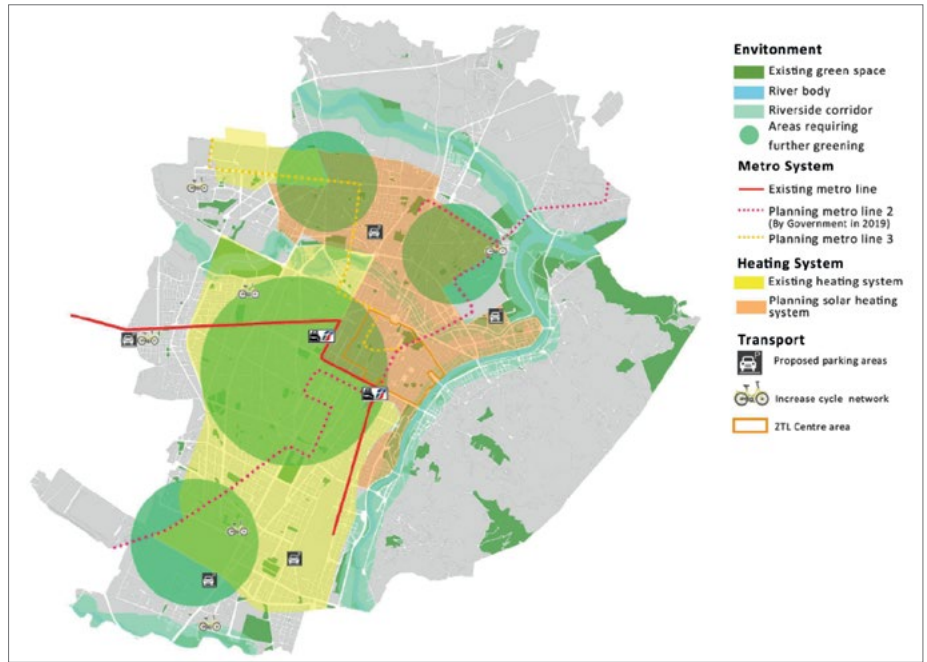 Envitonment
Existing green space
River body
Riverside corridor
Areas requiring
further greening
Metro System
Existing metro line
Planning metro line 2
(By Government in 2019)
Planning metro line 3
Heating System
Existing heating system
Planning solar heating
system
Transport
Proposed parking areas
Increase cycle network
2TL Centre area